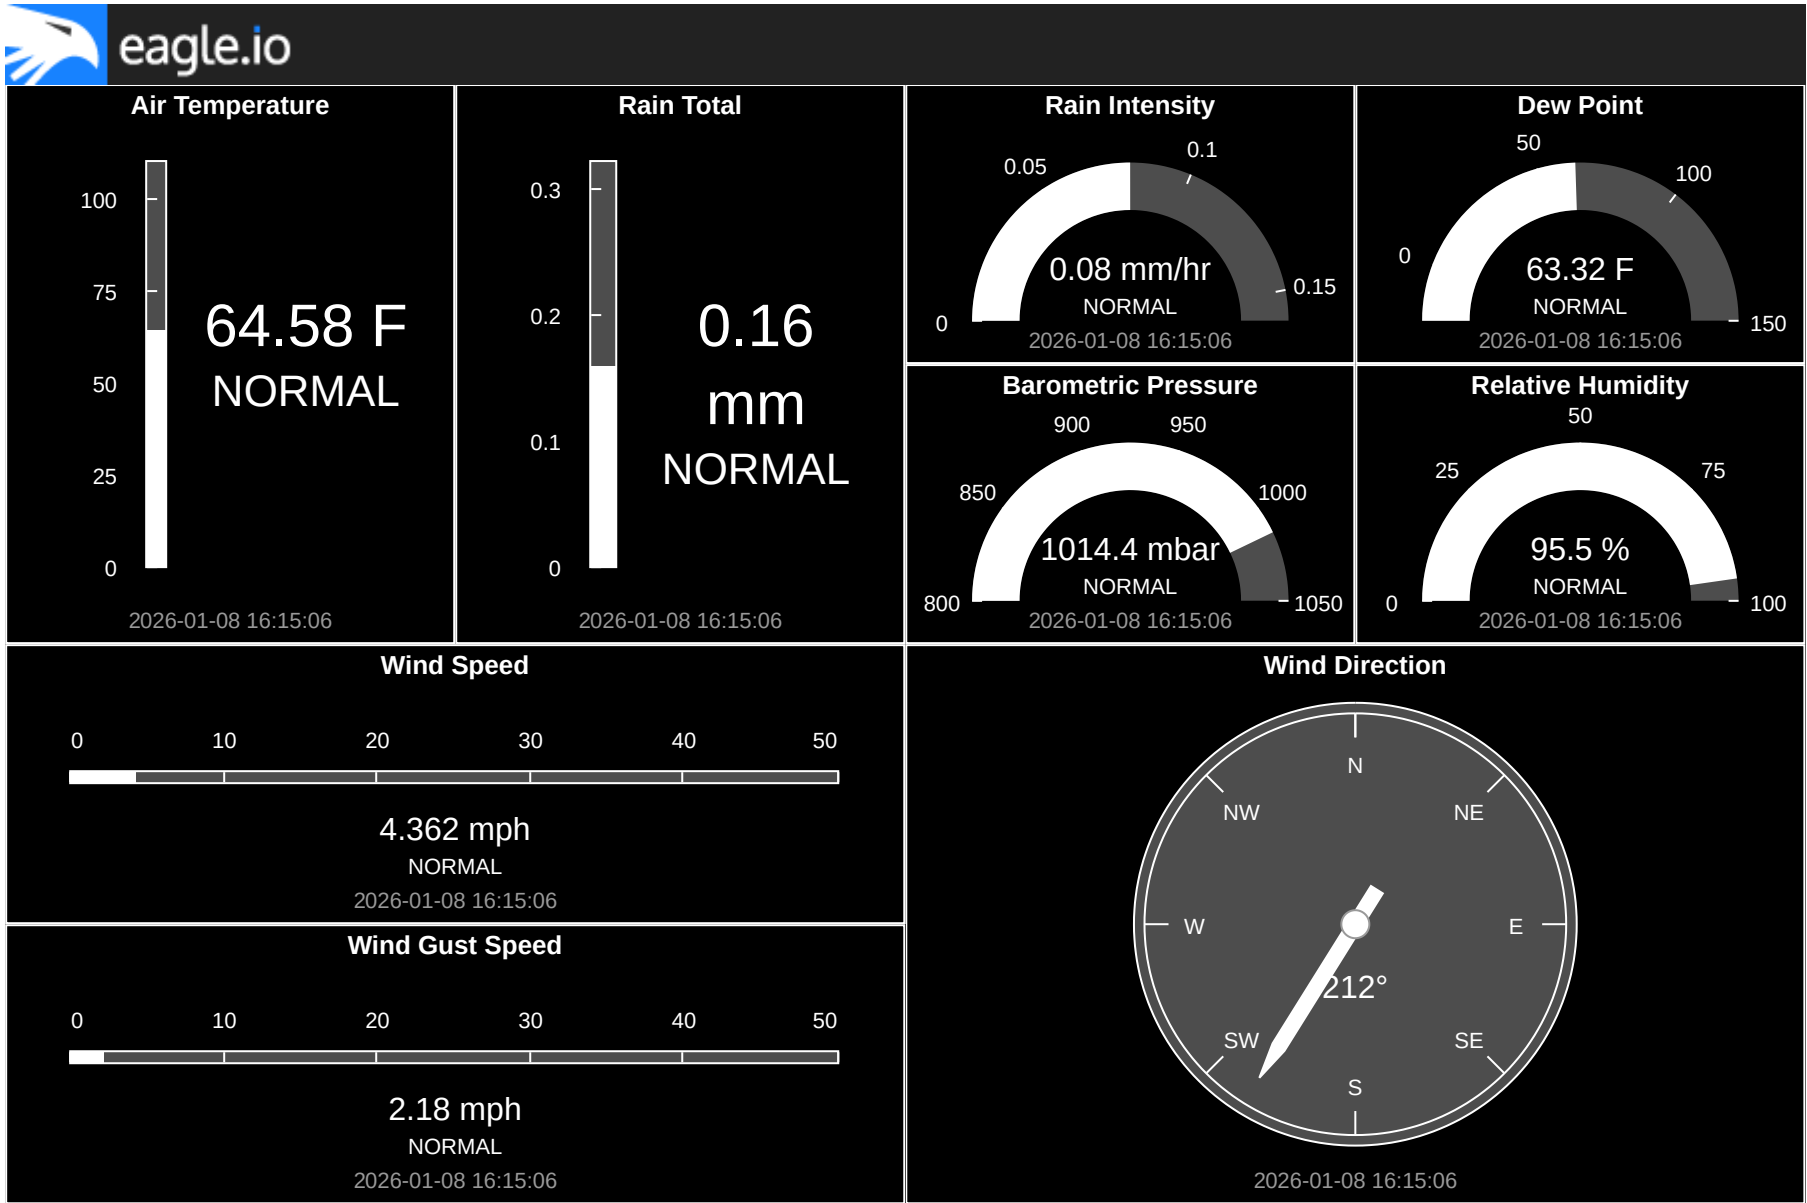 eagle.io
Air Temperature
100
75
50
25
0
64.58 F
NORMAL
2026-01-08 16:15:06
Rain Total
0.3
0.2
0.1
0
0.16
mm
NORMAL
2026-01-08 16:15:06
Rain Intensity
0
0.05
0.1
0.15
0.08 mm/hr
NORMAL
2026-01-08 16:15:06
Dew Point
0
50
100
150
63.32 F
NORMAL
2026-01-08 16:15:06
Barometric Pressure
800
850
900
950
1000
1050
1014.4 mbar
NORMAL
2026-01-08 16:15:06
Relative Humidity
0
25
50
75
100
95.5 %
NORMAL
2026-01-08 16:15:06
Wind Speed
0 10 20 30 40 50
4.362 mph
NORMAL
2026-01-08 16:15:06
Wind Gust Speed
0 10 20 30 40 50
2.18 mph
NORMAL
2026-01-08 16:15:06
Wind Direction
N
NW NE
W E
212°
SW SE
S
2026-01-08 16:15:06